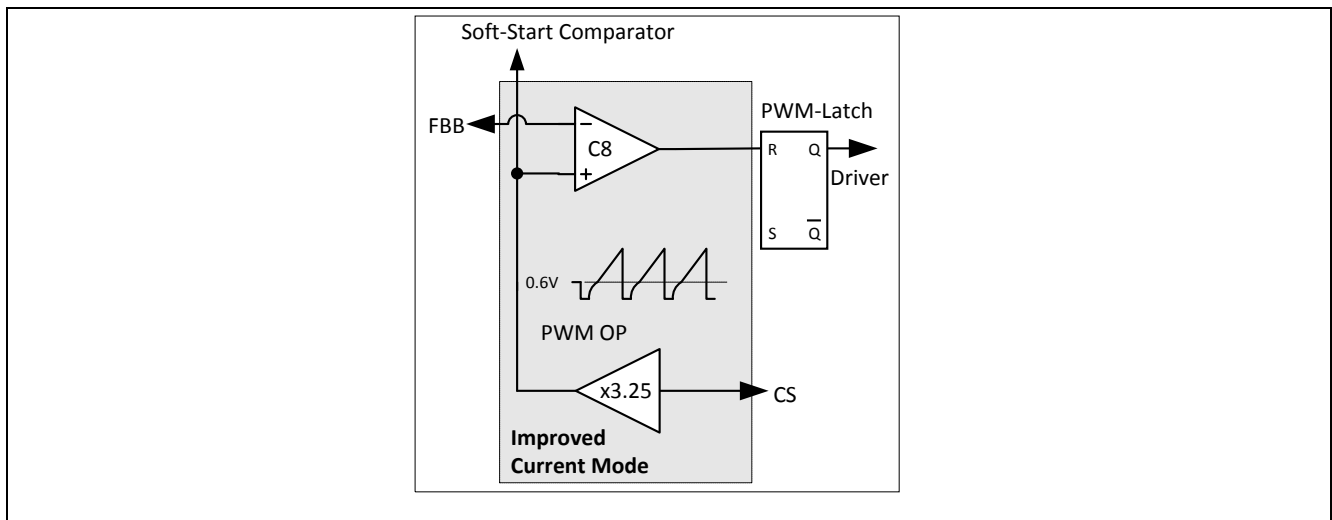 Soft-Start Comparator
PWM-Latch
FBB
−
C8
+
R Q
Driver
S Q̅
0.6V
PWM OP
x3.25
CS
Improved
Current Mode